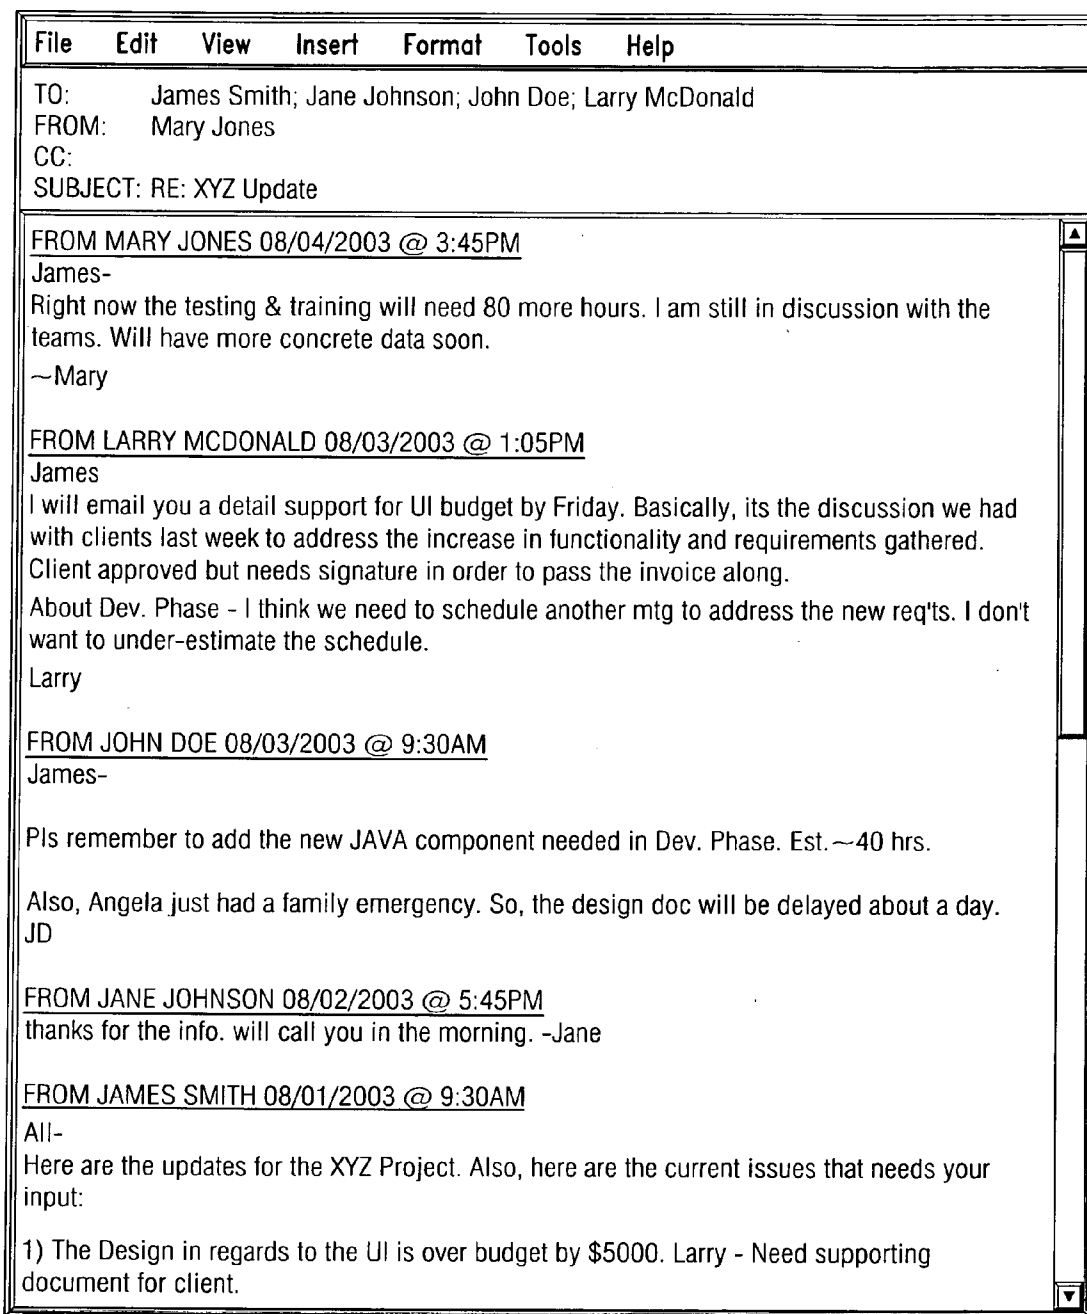 File Edit View Insert Format Tools Help
TO: James Smith; Jane Johnson; John Doe; Larry McDonald
FROM: Mary Jones
CC:
SUBJECT: RE: XYZ Update
FROM MARY JONES 08/04/2003 @ 3:45PM
James-
Right now the testing & training will need 80 more hours. I am still in discussion with the
teams. Will have more concrete data soon.
~Mary
FROM LARRY MCDONALD 08/03/2003 @ 1:05PM
James
I will email you a detail support for UI budget by Friday. Basically, its the discussion we had
with clients last week to address the increase in functionality and requirements gathered.
Client approved but needs signature in order to pass the invoice along.
About Dev. Phase - I think we need to schedule another mtg to address the new req'ts. I don't
want to under-estimate the schedule.
Larry
FROM JOHN DOE 08/03/2003 @ 9:30AM
James-
Pls remember to add the new JAVA component needed in Dev. Phase. Est.~40 hrs.
Also, Angela just had a family emergency. So, the design doc will be delayed about a day.
JD
FROM JANE JOHNSON 08/02/2003 @ 5:45PM
thanks for the info. will call you in the morning. -Jane
FROM JAMES SMITH 08/01/2003 @ 9:30AM
All-
Here are the updates for the XYZ Project. Also, here are the current issues that needs your
input:
1) The Design in regards to the UI is over budget by $5000. Larry - Need supporting
document for client.